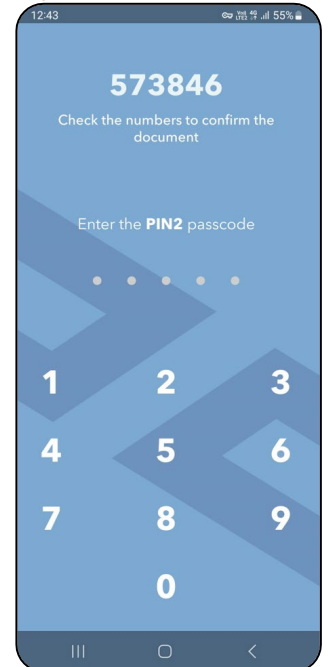 12:43 55%
573846
Check the numbers to confirm the
document
Enter the PIN2 passcode
1 2 3
4 5 6
7 8 9
0